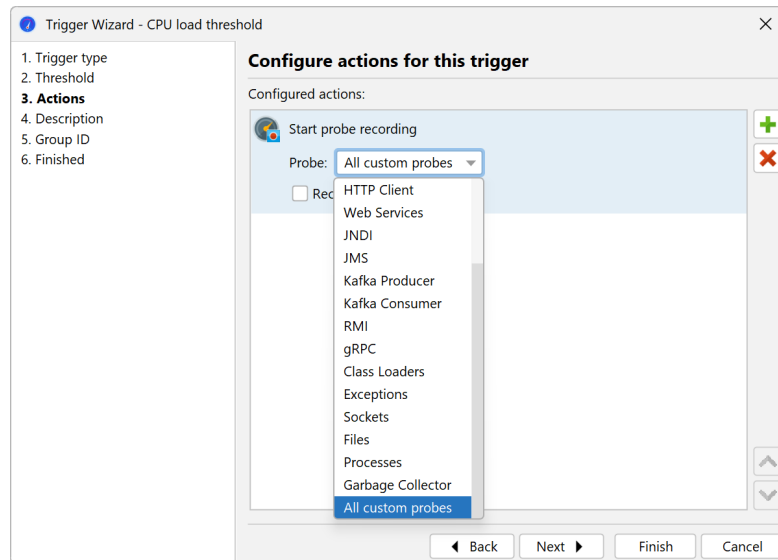 Trigger Wizard - CPU load threshold
1. Trigger type
2. Threshold
3. Actions
4. Description
5. Group ID
6. Finished
Configure actions for this trigger
Configured actions:
Start probe recording
Probe: All custom probes
Rec
HTTP Client
Web Services
JNDI
JMS
Kafka Producer
Kafka Consumer
RMI
gRPC
Class Loaders
Exceptions
Sockets
Files
Processes
Garbage Collector
All custom probes
Back Next Finish Cancel